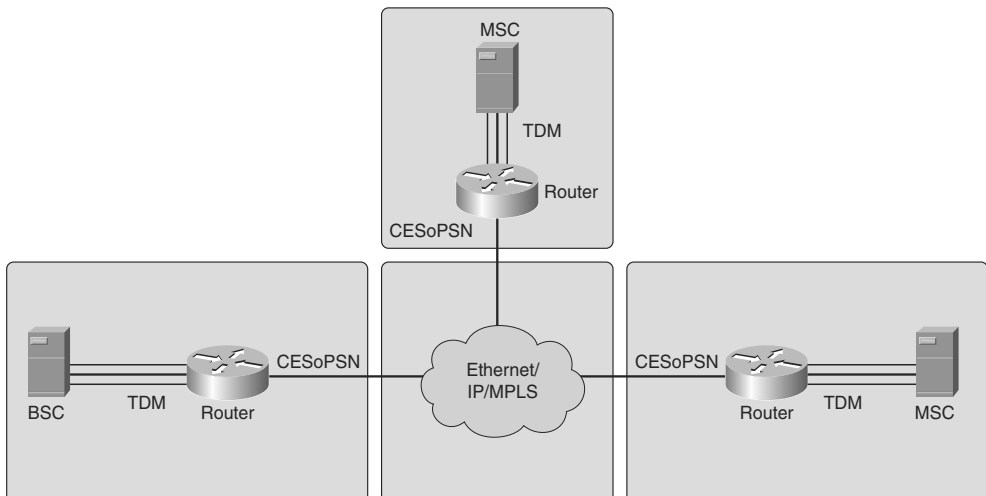 MSC
TDM
Router
CESoPSN
CESoPSN
Ethernet/
IP/MPLS
CESoPSN
BSC
TDM
Router
Router
TDM
MSC